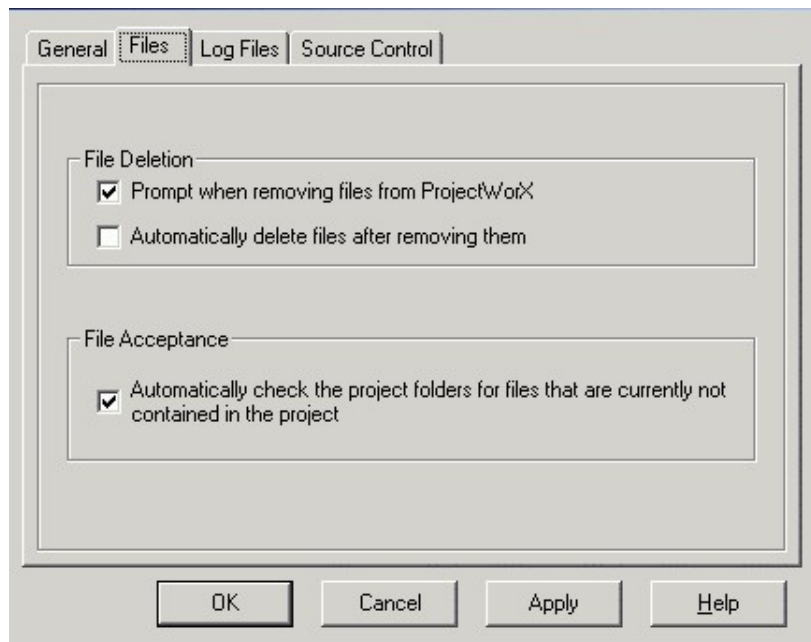 General
Files
Log Files
Source Control
File Deletion
Prompt when removing files from ProjectWorX
Automatically delete files after removing them
File Acceptance
Automatically check the project folders for files that are currently not
contained in the project
OK
Cancel
Apply
Help